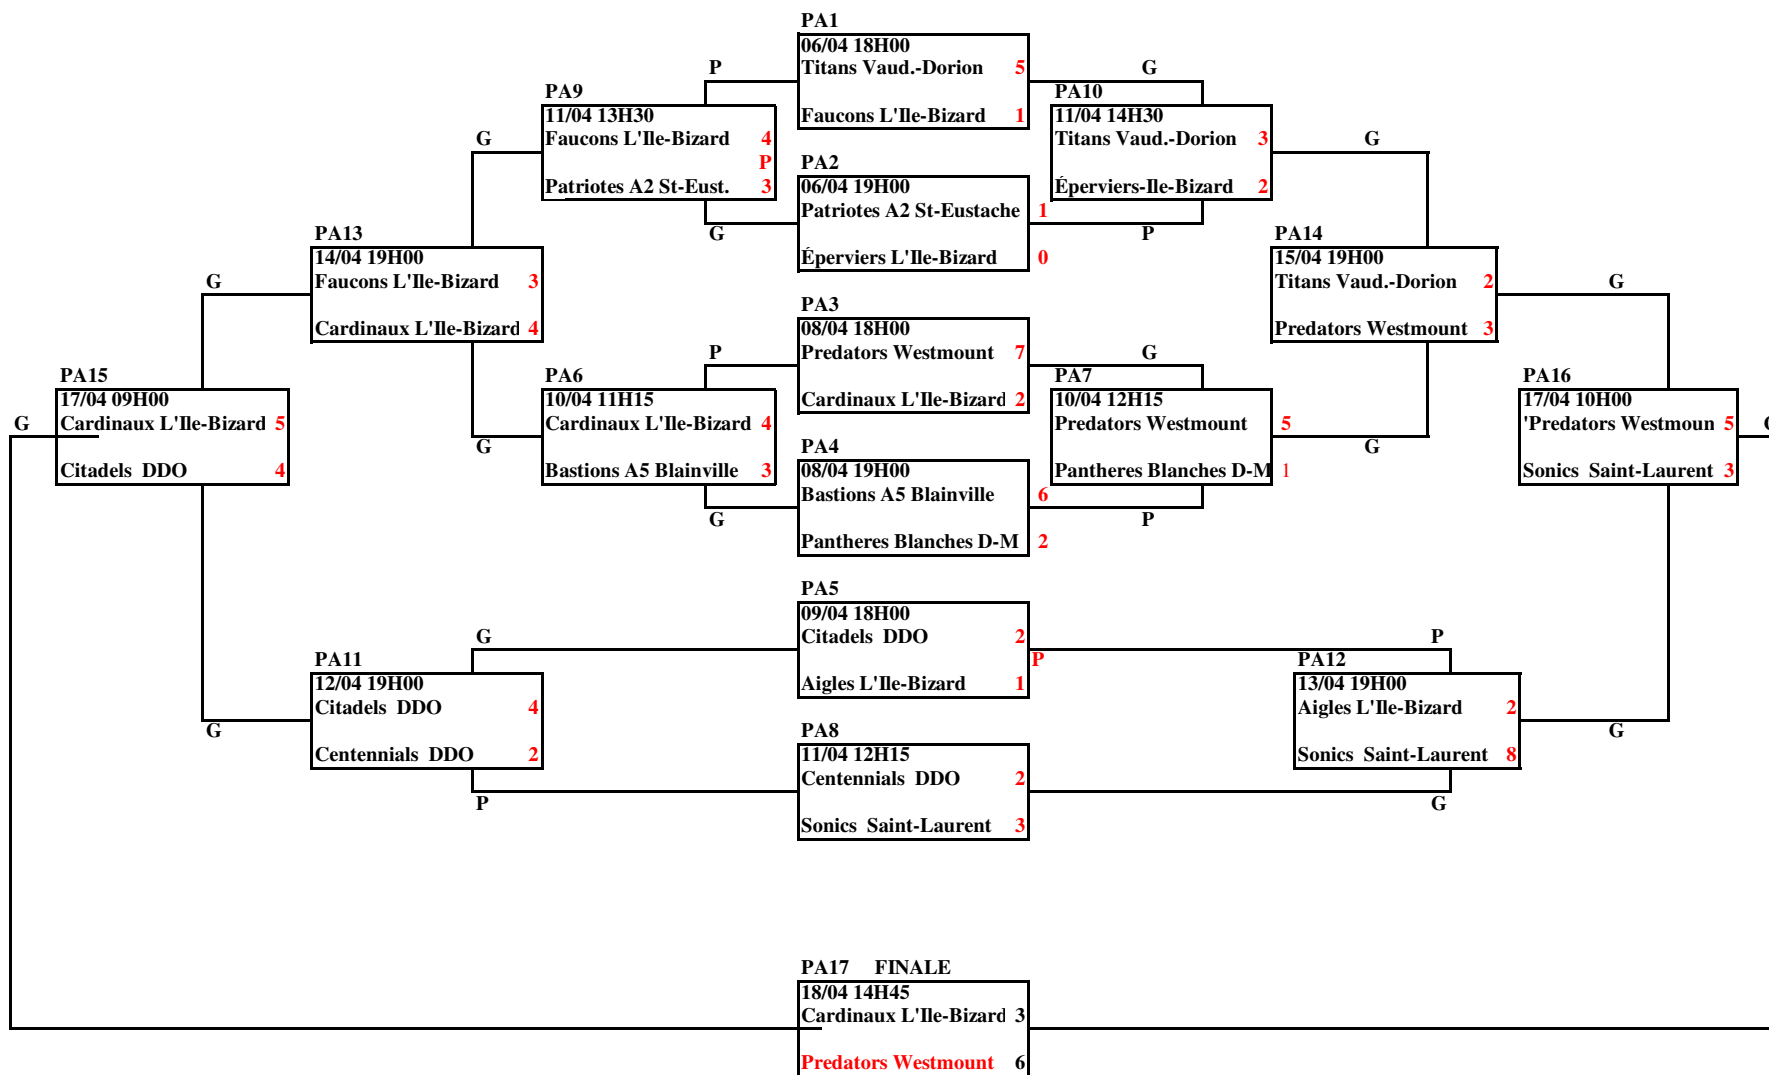 PA1
06/04 18H00
Titans Vaud.-Dorion 5
Faucons L'Ile-Bizard 1
P
G
PA9
11/04 13H30
Faucons L'Ile-Bizard 4
P
Patriotes A2 St-Eust. 3
G
G
PA2
06/04 19H00
Patriotes A2 St-Eustache 1
Éperviers L'Ile-Bizard 0
PA10
11/04 14H30
Titans Vaud.-Dorion 3
Éperviers-Ile-Bizard 2
G
P
PA13
14/04 19H00
Faucons L'Ile-Bizard 3
Cardinaux L'Ile-Bizard 4
G
G
PA3
08/04 18H00
Predators Westmount 7
Cardinaux L'Ile-Bizard 2
P
G
PA14
15/04 19H00
Titans Vaud.-Dorion 2
Predators Westmount 3
G
G
PA15
17/04 09H00
Cardinaux L'Ile-Bizard 5
Citadels DDO 4
G
PA6
10/04 11H15
Cardinaux L'Ile-Bizard 4
Bastions A5 Blainville 3
G
PA4
08/04 19H00
Bastions A5 Blainville 6
Pantheres Blanches D-M 2
PA7
10/04 12H15
Predators Westmount 5
Pantheres Blanches D-M 1
P
PA16
17/04 10H00
'Predators Westmoun 5
Sonics Saint-Laurent 3
PA5
09/04 18H00
Citadels DDO 2
P
Aigles L'Ile-Bizard 1
G
P
PA11
12/04 19H00
Citadels DDO 4
Centennials DDO 2
G
P
PA8
11/04 12H15
Centennials DDO 2
Sonics Saint-Laurent 3
PA12
13/04 19H00
Aigles L'Ile-Bizard 2
Sonics Saint-Laurent 8
G
G
PA17 FINALE
18/04 14H45
Cardinaux L'Ile-Bizard 3
Predators Westmount 6